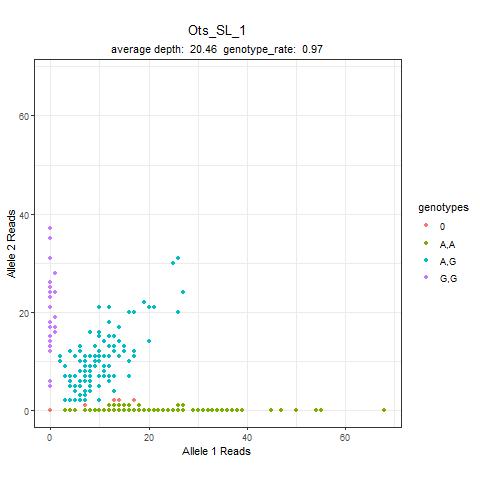 Ots_SL_1
average depth:  20.46  genotype_rate:  0.97
Allele 2 Reads
60
40
20
0
0
20
40
60
Allele 1 Reads
genotypes
0
A,A
A,G
G,G